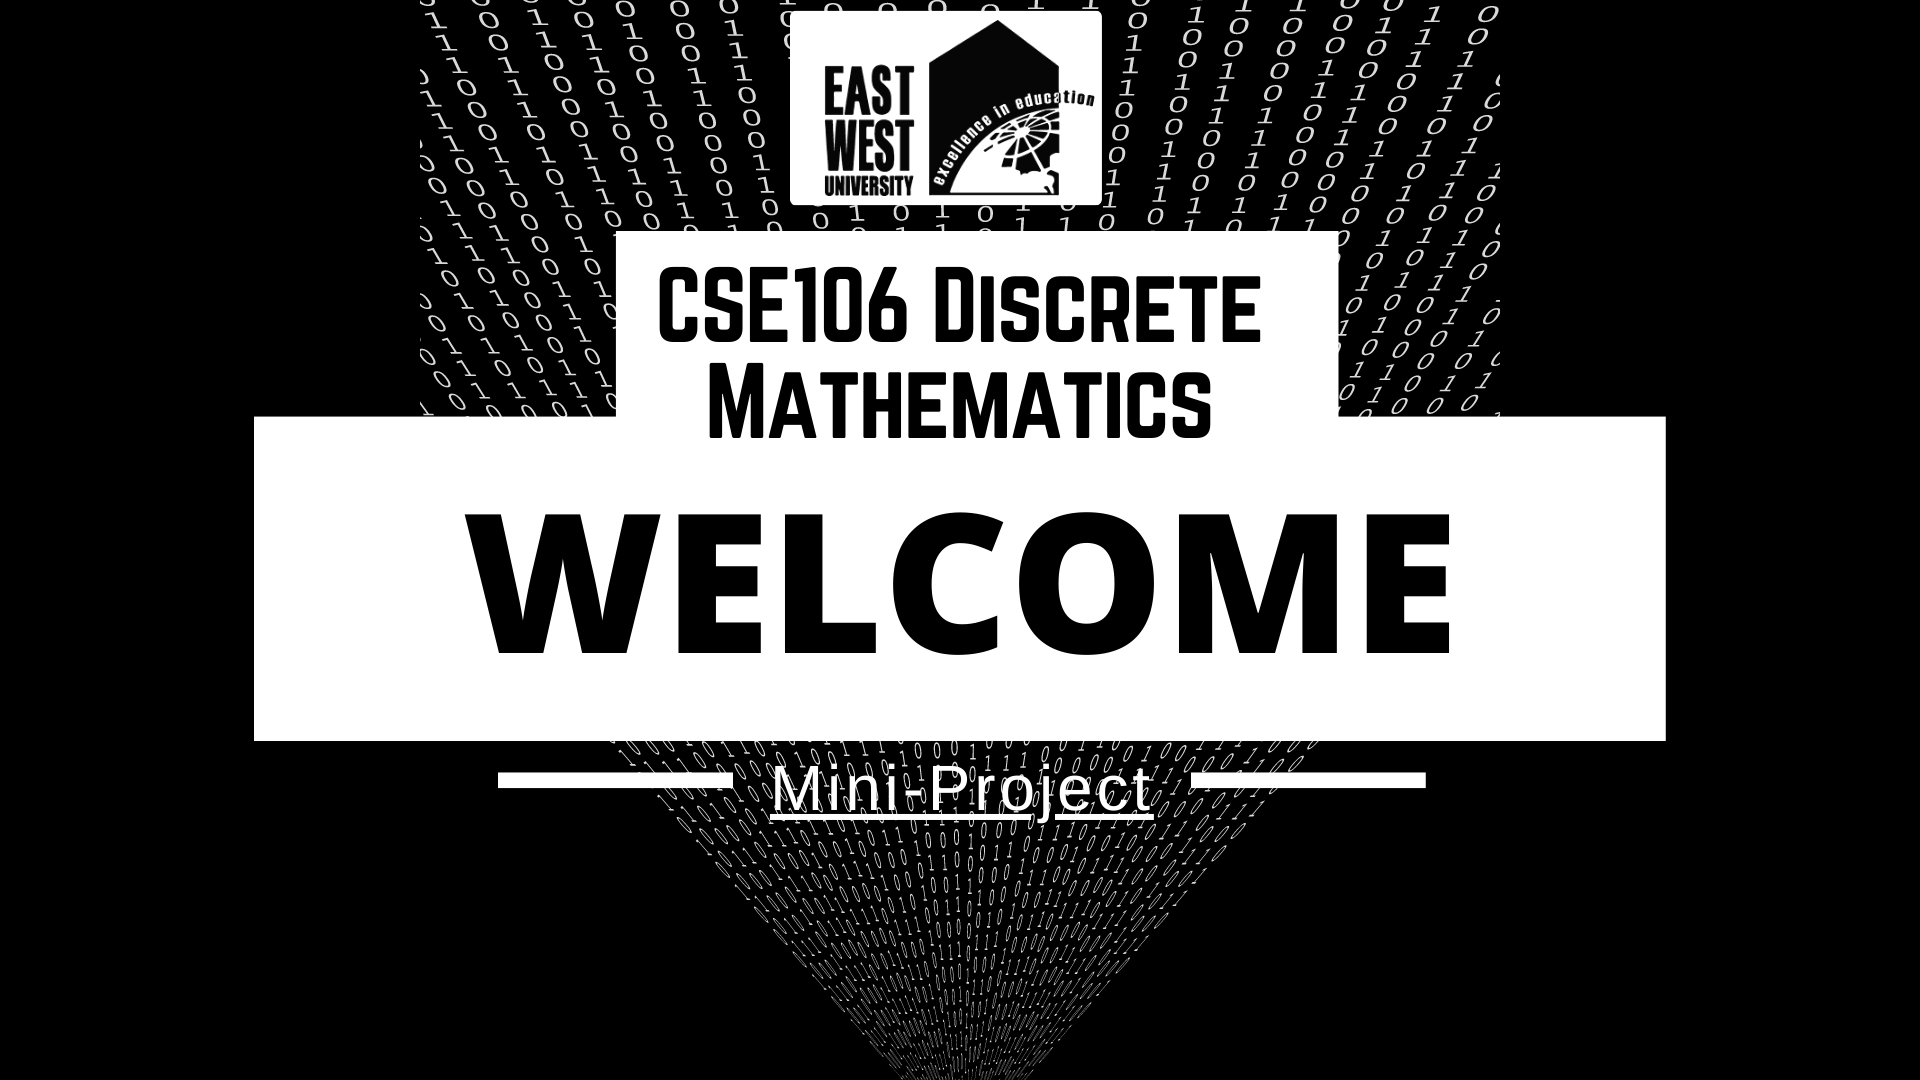 EAST
WEST
UNIVERSITY
excellence in education
CSE106 DISCRETE
MATHEMATICS
WELCOME
Mini-Project